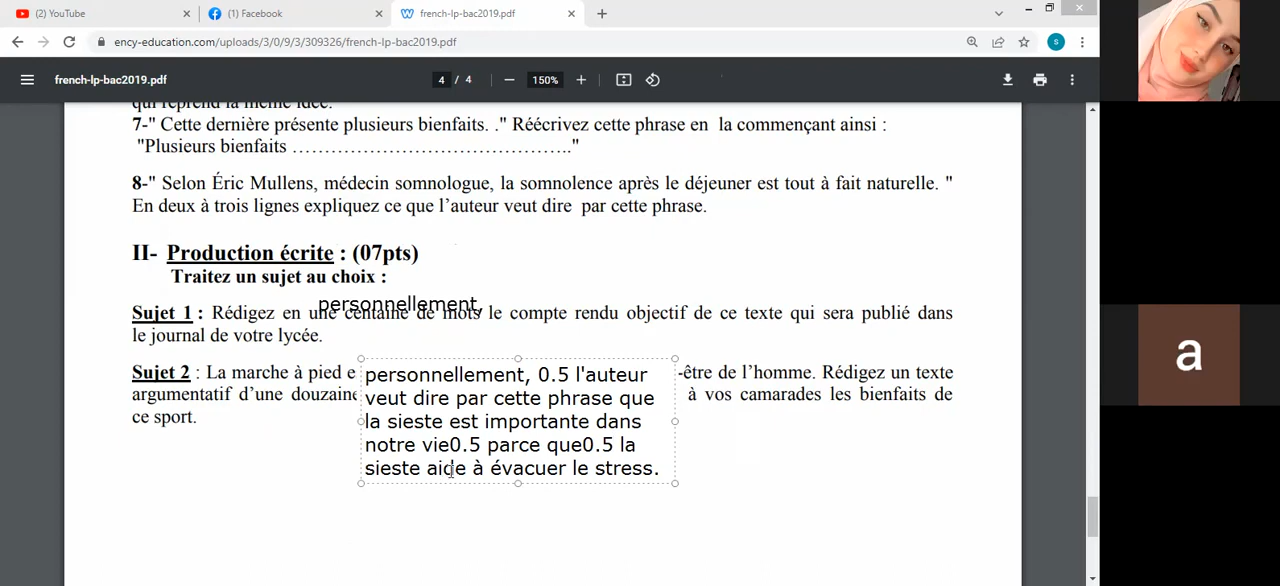 (2) YouTube
(1) Facebook
french-lp-bac2019.pdf
ency-education.com/uploads/3/0/9/3/309326/french-lp-bac2019.pdf
s
french-lp-bac2019.pdf
4 / 4
150%
qui reprend la même idée.
7-" Cette dernière présente plusieurs bienfaits. ." Réécrivez cette phrase en la commençant ainsi :
"Plusieurs bienfaits …………………………………….."
8-" Selon Éric Mullens, médecin somnologue, la somnolence après le déjeuner est tout à fait naturelle. "
En deux à trois lignes expliquez ce que l'auteur veut dire par cette phrase.
II- Production écrite : (07pts)
Traitez un sujet au choix :
personnellement,
Sujet 1 : Rédigez en une centaine de mots le compte rendu objectif de ce texte qui sera publié dans
le journal de votre lycée.
Sujet 2 : La marche à pied e -être de l'homme. Rédigez un texte
argumentatif d'une douzaine à vos camarades les bienfaits de
ce sport.
personnellement, 0.5 l'auteur
veut dire par cette phrase que
la sieste est importante dans
notre vie0.5 parce que0.5 la
sieste aide à évacuer le stress.
a